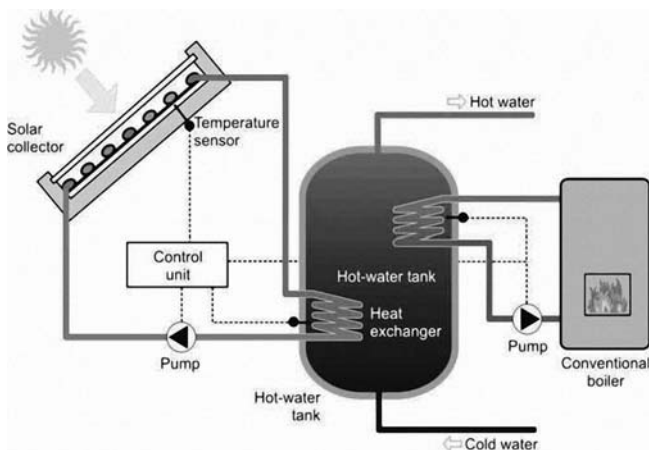 Hot water
Solar
collector
Temperature
sensor
Control
unit
Hot-water tank
Heat
exchanger
Pump
Pump
Conventional
boiler
Hot-water
tank
Cold water